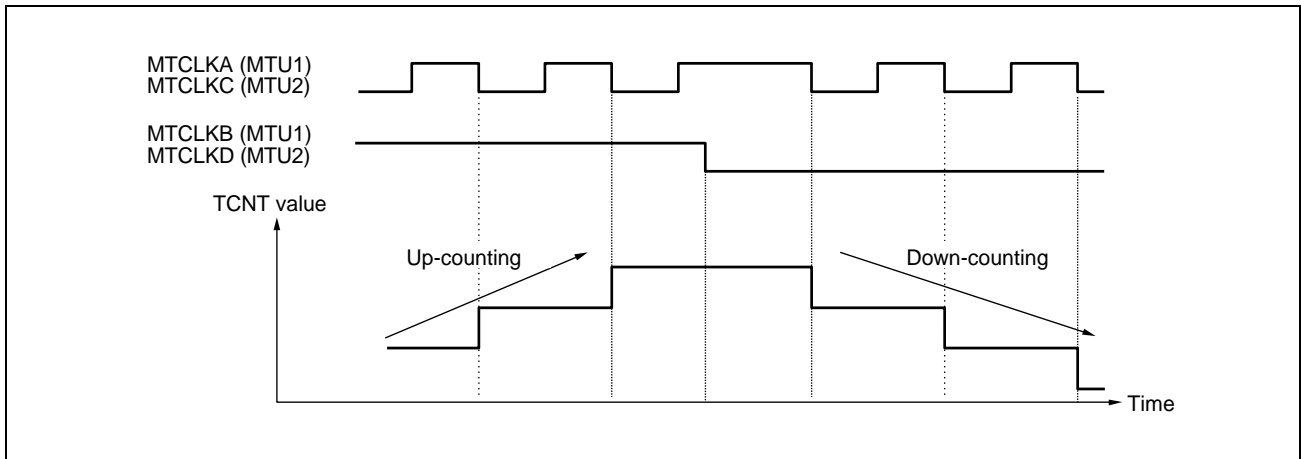 MTCLKA (MTU1)
MTCLKC (MTU2)
MTCLKB (MTU1)
MTCLKD (MTU2)
TCNT value
Up-counting
Down-counting
Time